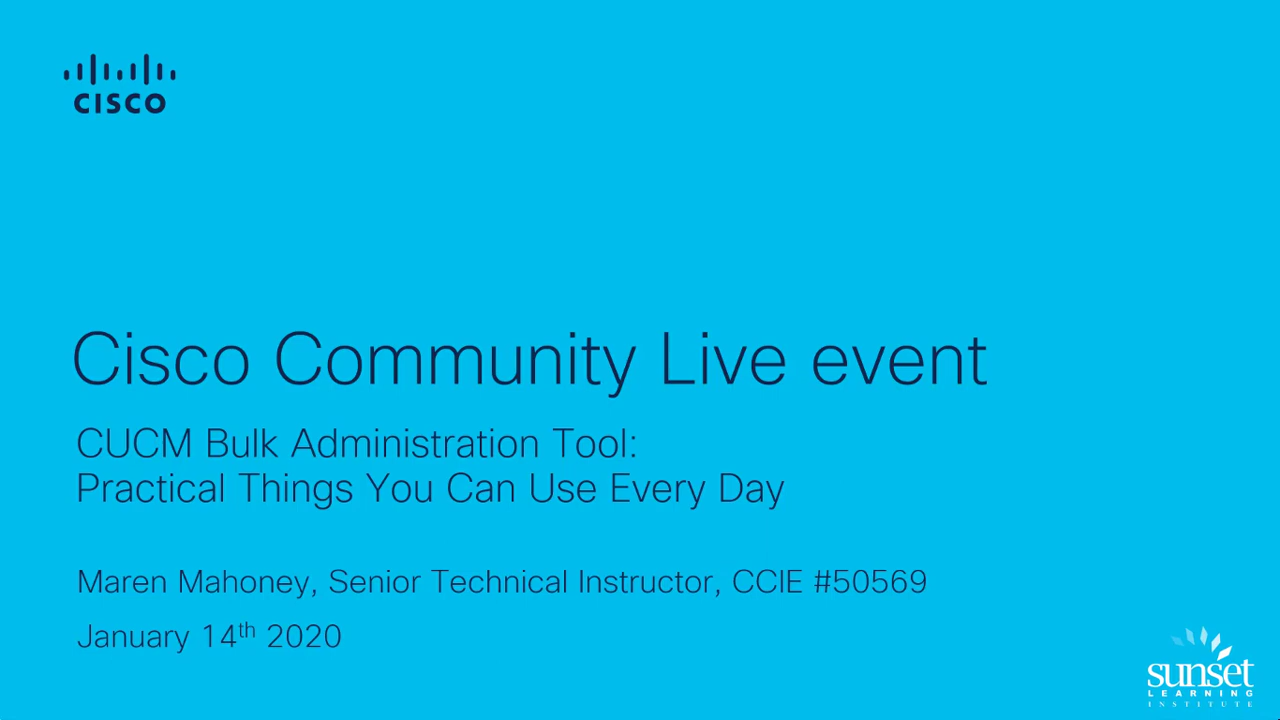 CISCO
Cisco Community Live event
CUCM Bulk Administration Tool:
Practical Things You Can Use Every Day
Maren Mahoney, Senior Technical Instructor, CCIE #50569
January 14th 2020
sunset
LEARNING
INSTITUTE